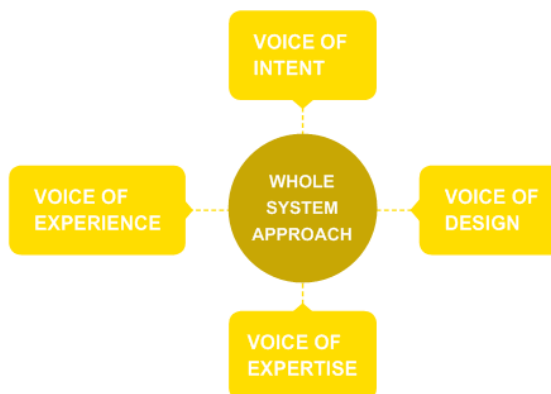 VOICE OF
INTENT
VOICE OF
EXPERIENCE
WHOLE
SYSTEM
APPROACH
VOICE OF
DESIGN
VOICE OF
EXPERTISE